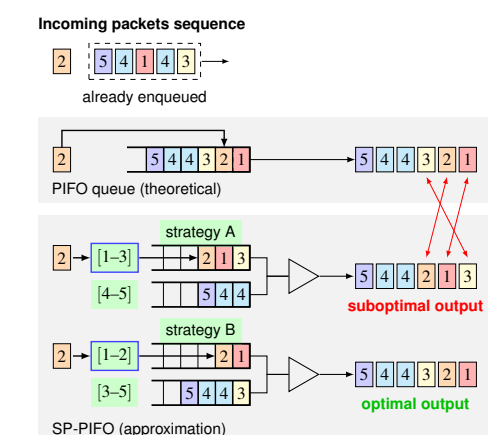 Incoming packets sequence
2 5 4 1 4 3
already enqueued
2 5 4 4 3 2 1 5 4 4 3 2 1
PIFO queue (theoretical)
strategy A
2 [1–3] 2 1 3
5 4 4 2 1 3
[4–5] 5 4 4
suboptimal output
strategy B
2 [1–2] 2 1
5 4 4 3 2 1
[3–5] 5 4 4 3
optimal output
SP-PIFO (approximation)